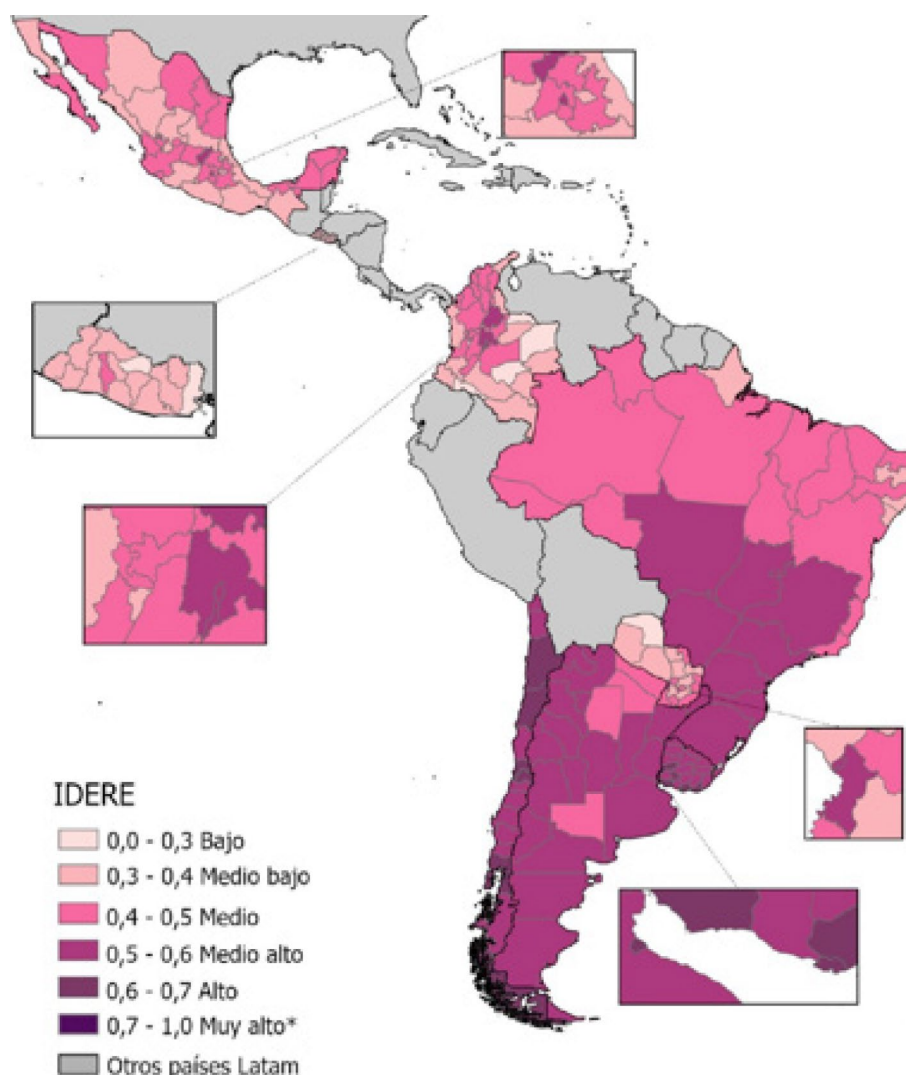 IDERE
0,0 - 0,3 Bajo
0,3 - 0,4 Medio bajo
0,4 - 0,5 Medio
0,5 - 0,6 Medio alto
0,6 - 0,7 Alto
0,7 - 1,0 Muy alto*
Otros países Latam